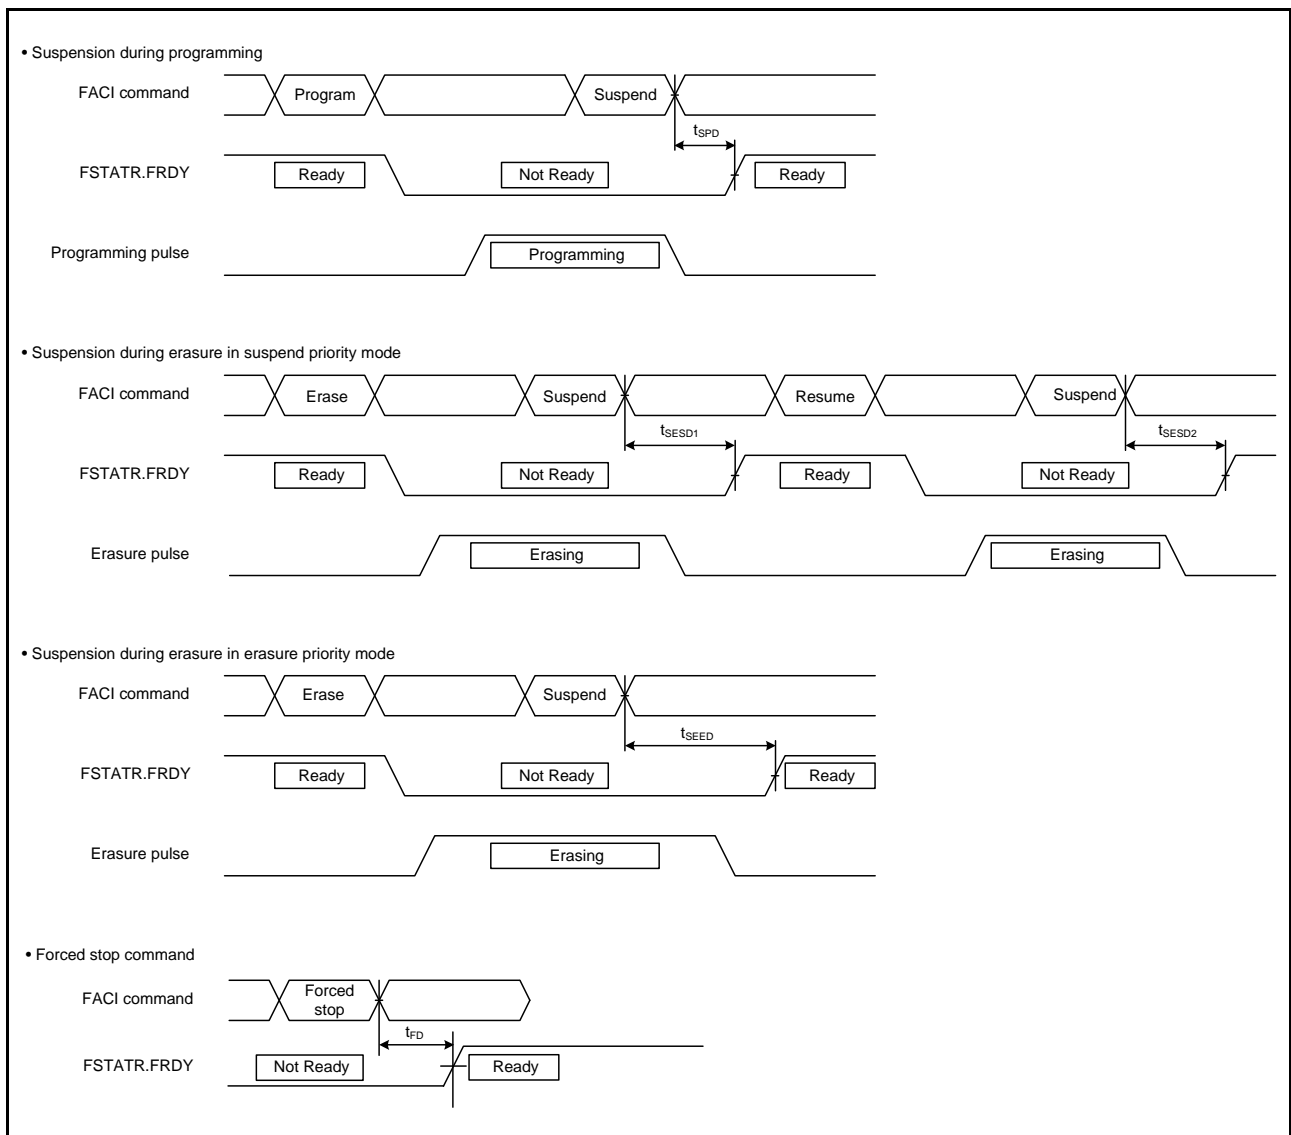 • Suspension during programming
FACI command
Program
Suspend
tSPD
FSTATR.FRDY
Ready
Not Ready
Ready
Programming pulse
Programming
• Suspension during erasure in suspend priority mode
FACI command
Erase
Suspend
Resume
Suspend
tSESD1
tSESD2
FSTATR.FRDY
Ready
Not Ready
Ready
Not Ready
Erasure pulse
Erasing
Erasing
• Suspension during erasure in erasure priority mode
FACI command
Erase
Suspend
tSEED
FSTATR.FRDY
Ready
Not Ready
Ready
Erasure pulse
Erasing
• Forced stop command
FACI command
Forced
stop
tFD
FSTATR.FRDY
Not Ready
Ready